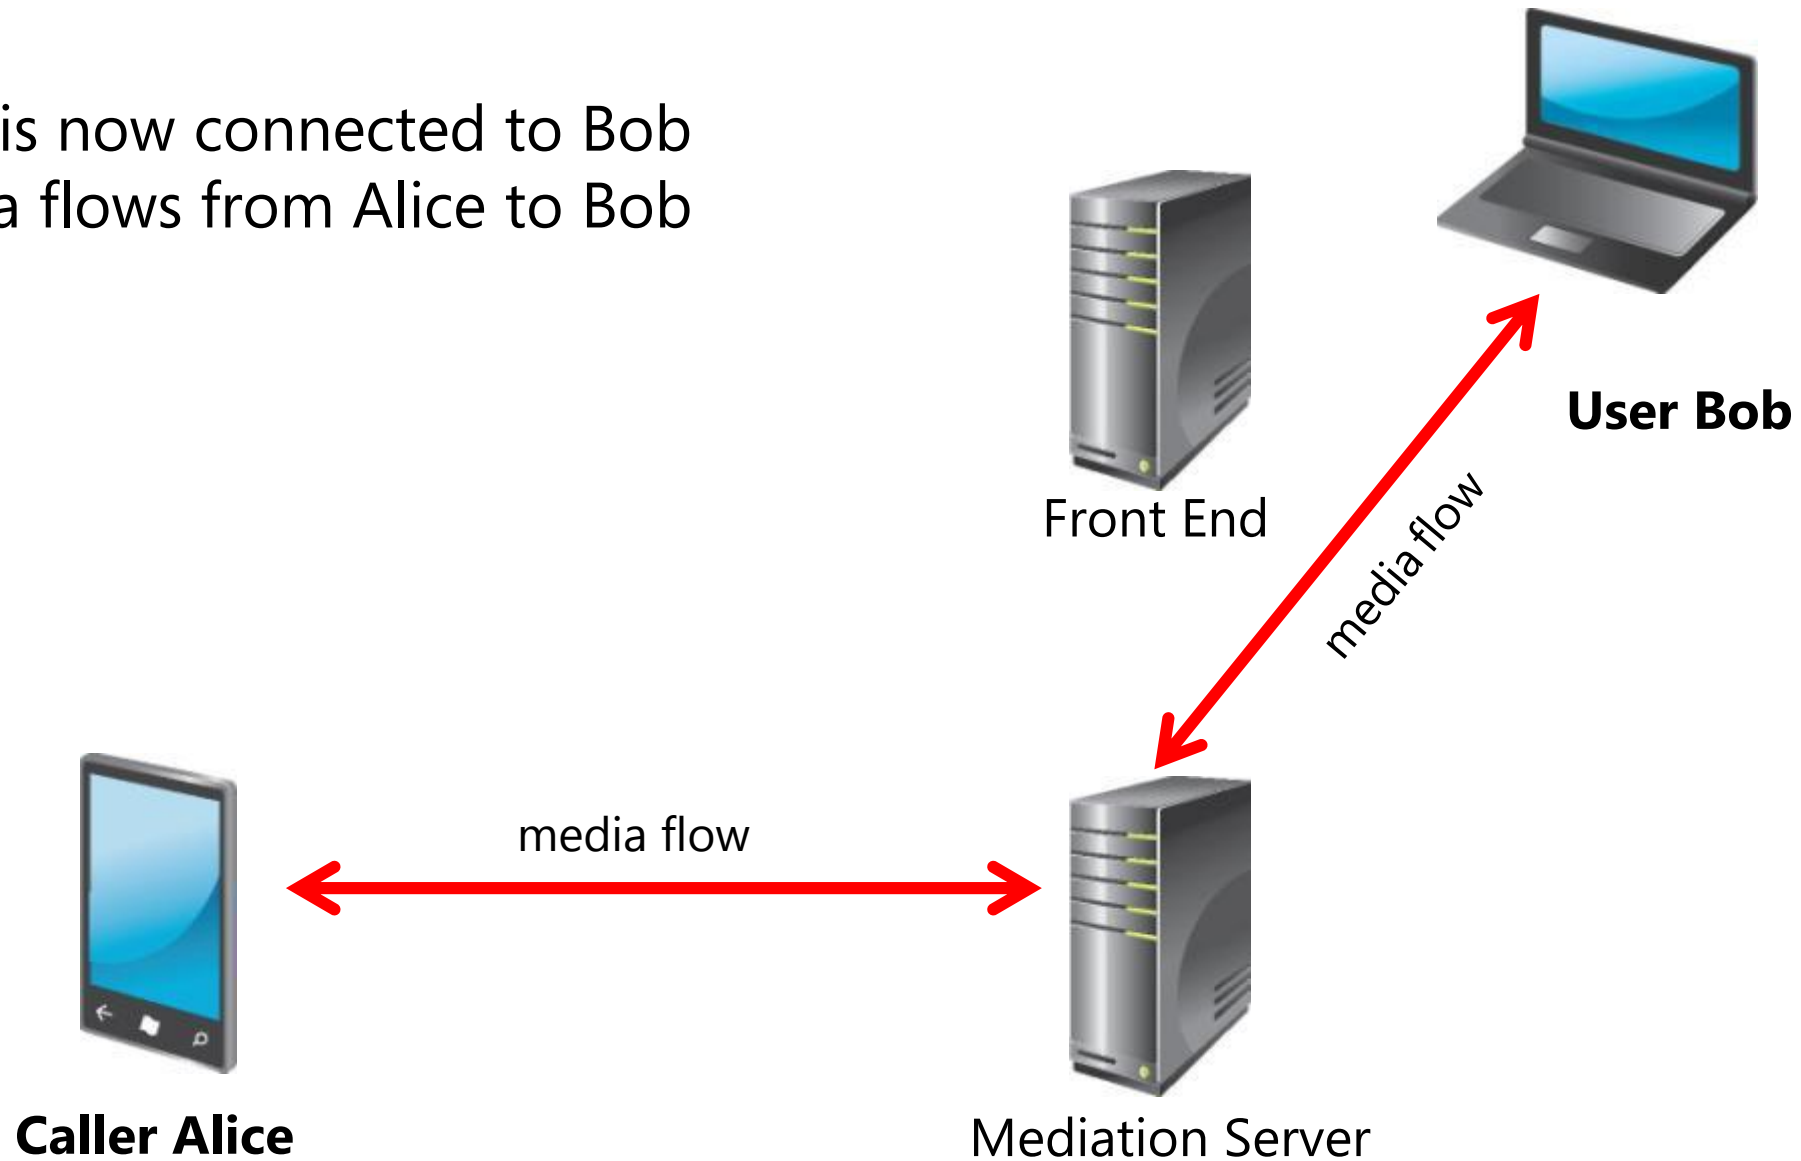 is now connected to Bob
a flows from Alice to Bob
User Bob
Front End
media flow
media flow
Caller Alice
Mediation Server